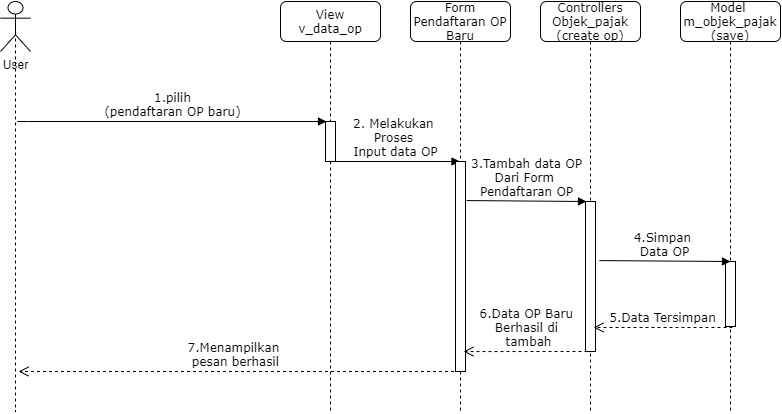 User
View
v_data_op
Form
Pendaftaran OP
Baru
Controllers
Objek_pajak
(create op)
Model
m_objek_pajak
(save)
1.pilih
(pendaftaran OP baru)
2. Melakukan
Proses
Input data OP
3.Tambah data OP
Dari Form
Pendaftaran OP
4.Simpan
Data OP
5.Data Tersimpan
6.Data OP Baru
Berhasil di
tambah
7.Menampilkan
pesan berhasil